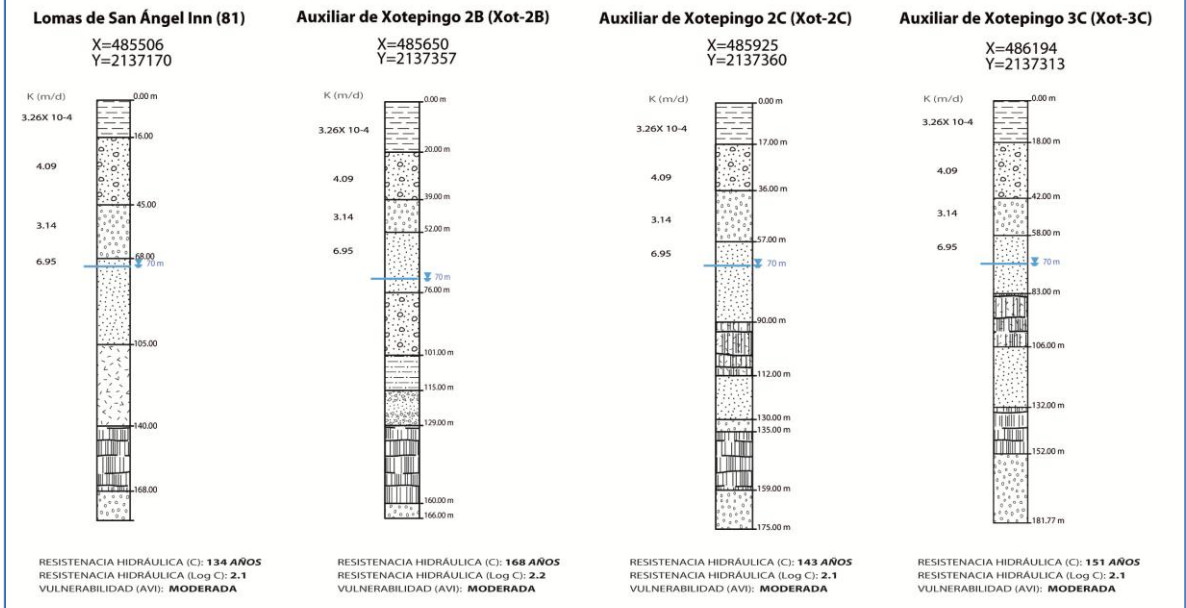 Lomas de San Ángel Inn (81)
X=485506
Y=2137170
K (m/d)
0.00 m
3.26X 10-4
16.00
4.09
45.00
3.14
68.00
6.95
70 m
105.00
140.00
168.00
RESISTENACIA HIDRÁULICA (C): 134 AÑOS
RESISTENACIA HIDRÁULICA (Log C): 2.1
VULNERABILIDAD (AVI): MODERADA
Auxiliar de Xotepingo 2B (Xot-2B)
X=485650
Y=2137357
K (m/d)
0.00 m
3.26X 10-4
20.00 m
4.09
39.00 m
3.14
52.00 m
6.95
70 m
76.00 m
101.00 m
115.00 m
129.00 m
160.00 m
166.00 m
RESISTENACIA HIDRÁULICA (C): 168 AÑOS
RESISTENACIA HIDRÁULICA (Log C): 2.2
VULNERABILIDAD (AVI): MODERADA
Auxiliar de Xotepingo 2C (Xot-2C)
X=485925
Y=2137360
K (m/d)
0.00 m
3.26X 10-4
17.00 m
4.09
36.00 m
3.14
57.00 m
6.95
70 m
90.00 m
112.00 m
130.00 m
135.00 m
159.00 m
175.00 m
RESISTENACIA HIDRÁULICA (C): 143 AÑOS
RESISTENACIA HIDRÁULICA (Log C): 2.1
VULNERABILIDAD (AVI): MODERADA
Auxiliar de Xotepingo 3C (Xot-3C)
X=486194
Y=2137313
K (m/d)
0.00 m
3.26X 10-4
18.00 m
4.09
42.00 m
3.14
58.00 m
6.95
70 m
83.00 m
106.00 m
132.00 m
152.00 m
181.77 m
RESISTENACIA HIDRÁULICA (C): 151 AÑOS
RESISTENACIA HIDRÁULICA (Log C): 2.1
VULNERABILIDAD (AVI): MODERADA